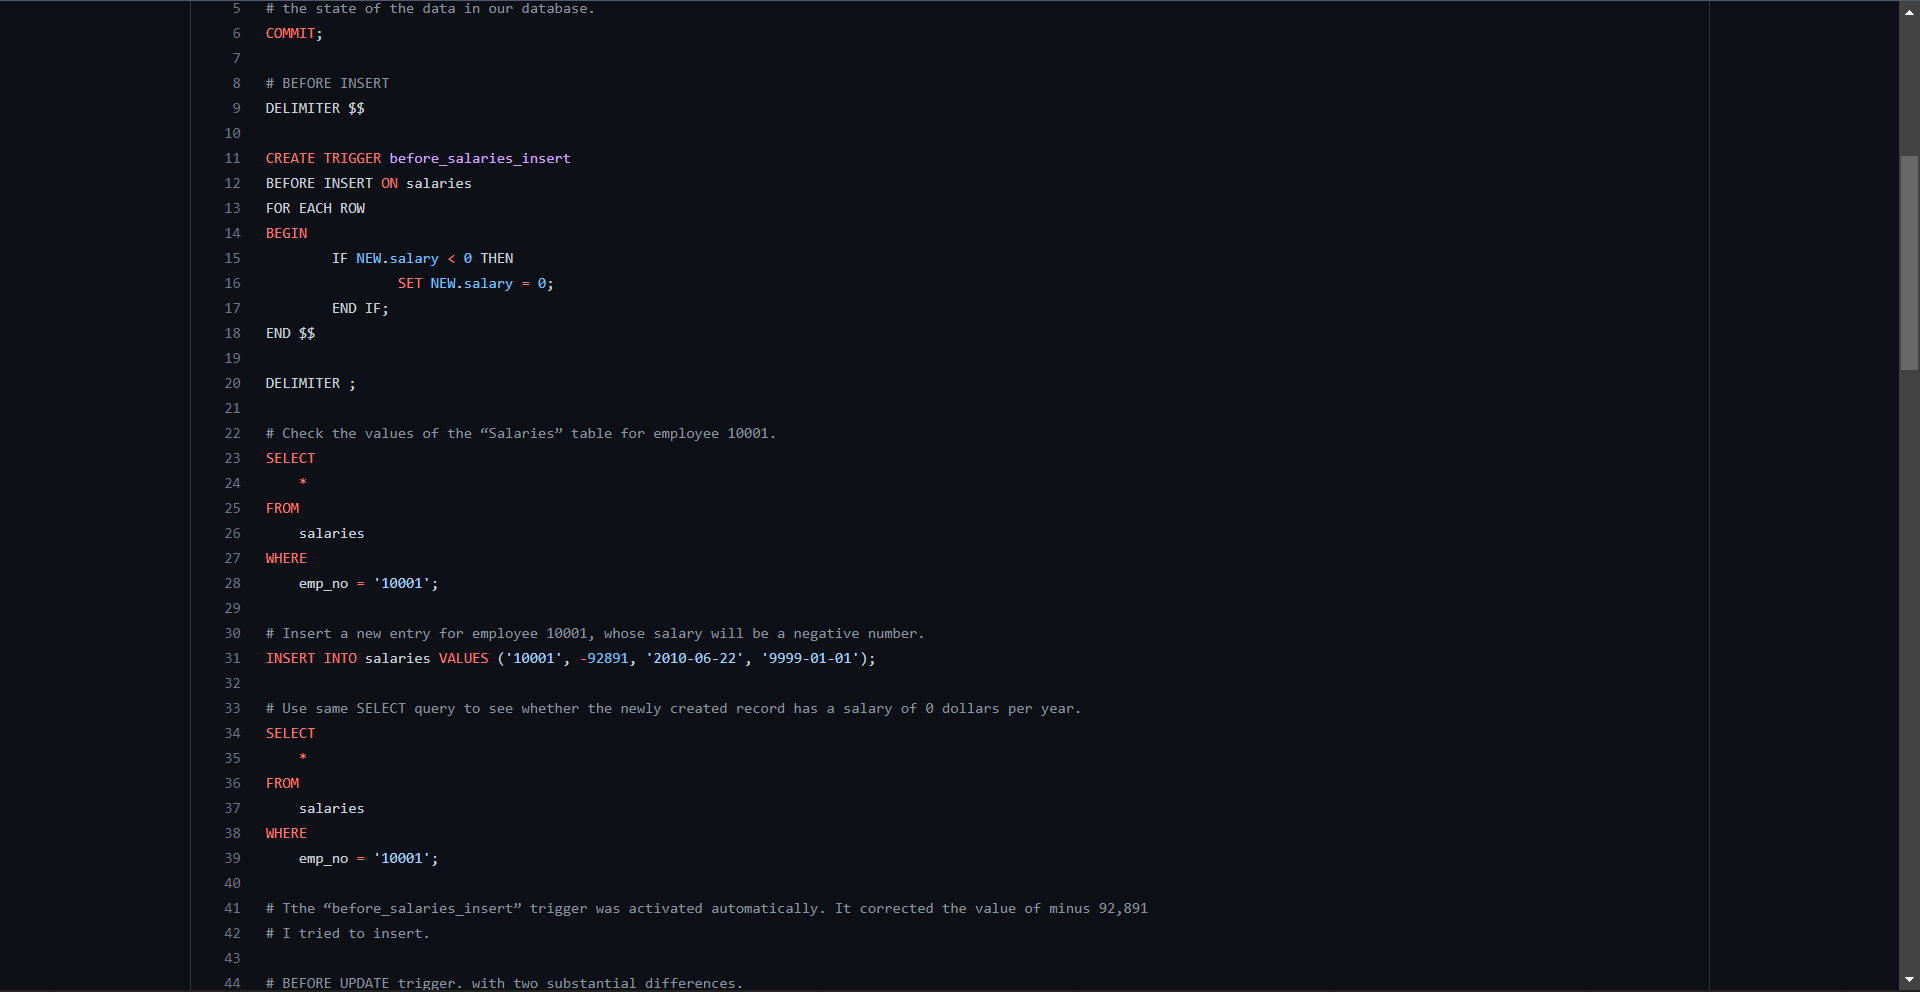 5 # the state of the data in our database.
6 COMMIT;
7
8 # BEFORE INSERT
9 DELIMITER $$
10
11 CREATE TRIGGER before_salaries_insert
12 BEFORE INSERT ON salaries
13 FOR EACH ROW
14 BEGIN
15         IF NEW.salary < 0 THEN
16                 SET NEW.salary = 0;
17         END IF;
18 END $$
19
20 DELIMITER ;
21
22 # Check the values of the “Salaries” table for employee 10001.
23 SELECT
24     *
25 FROM
26     salaries
27 WHERE
28     emp_no = '10001';
29
30 # Insert a new entry for employee 10001, whose salary will be a negative number.
31 INSERT INTO salaries VALUES ('10001', -92891, '2010-06-22', '9999-01-01');
32
33 # Use same SELECT query to see whether the newly created record has a salary of 0 dollars per year.
34 SELECT
35     *
36 FROM
37     salaries
38 WHERE
39     emp_no = '10001';
40
41 # Tthe “before_salaries_insert” trigger was activated automatically. It corrected the value of minus 92,891
42 # I tried to insert.
43
44 # BEFORE UPDATE trigger. with two substantial differences.